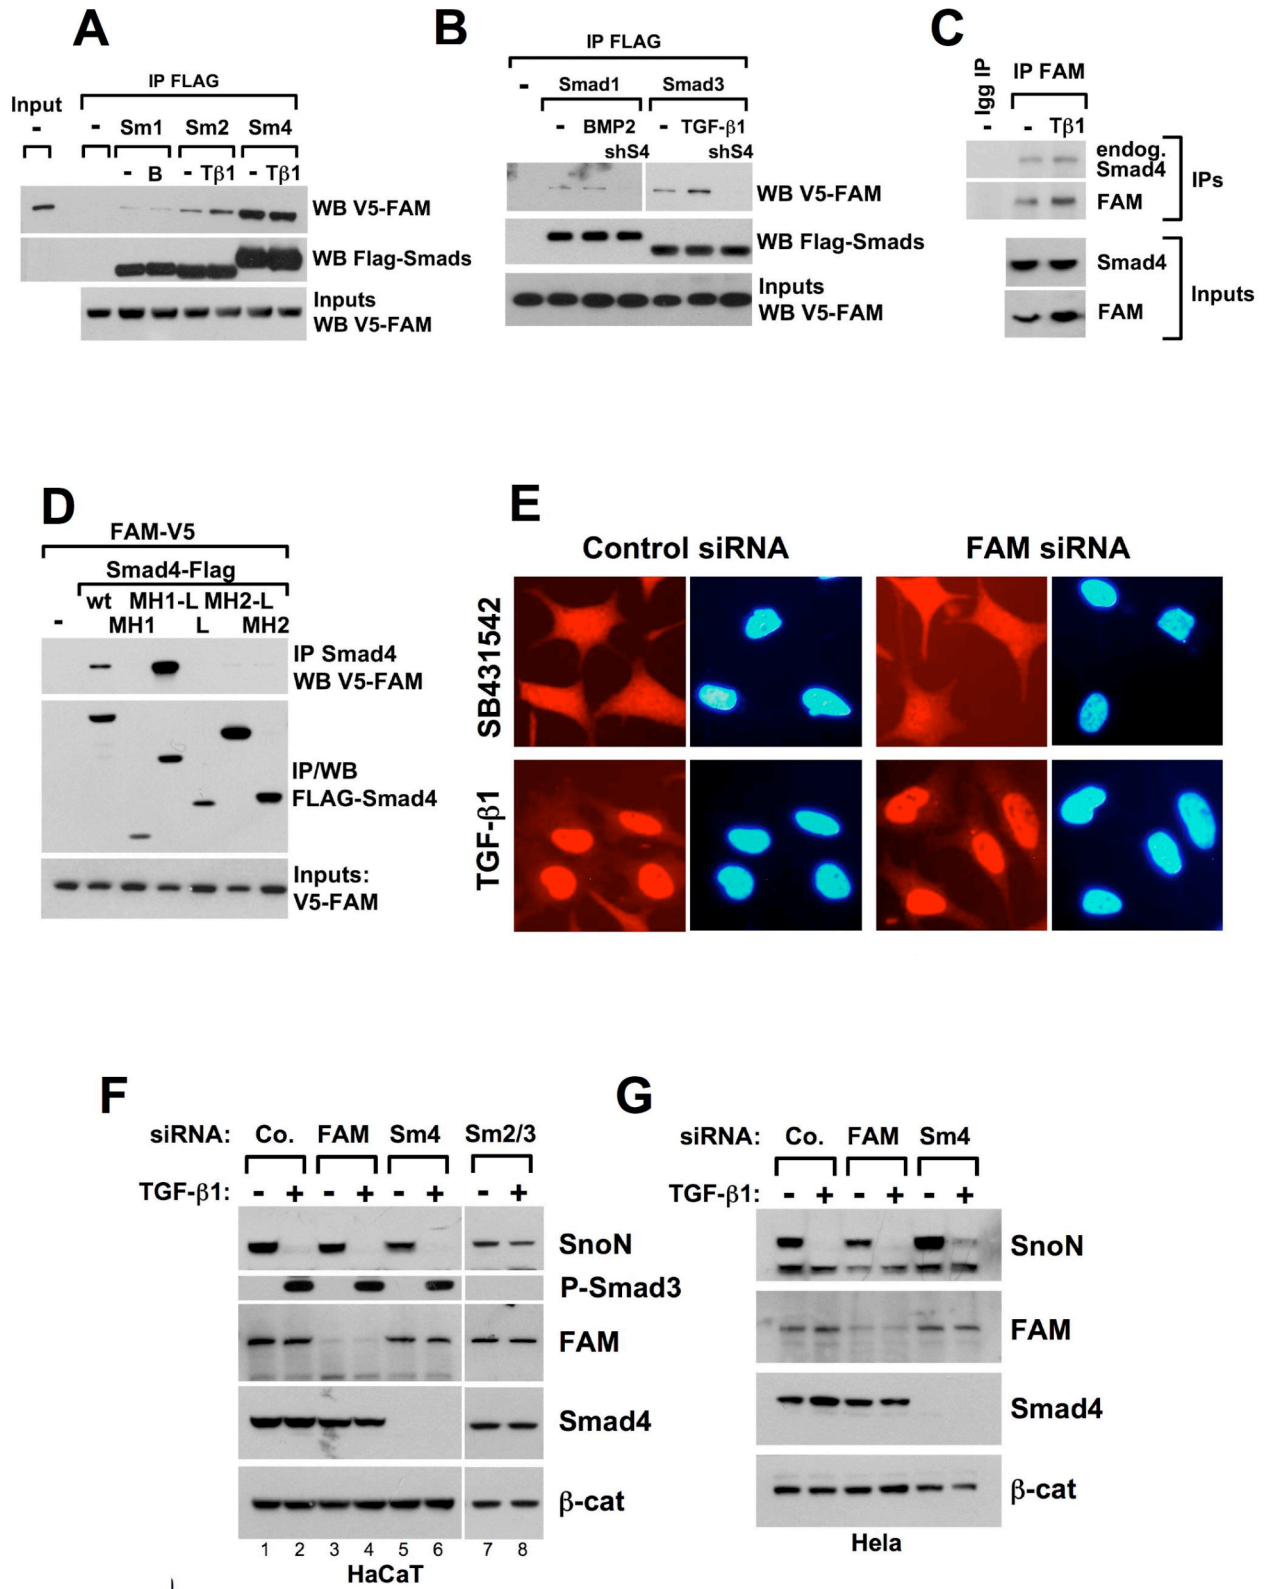 A
IP FLAG
Input
- - Sm1 Sm2 Sm4
- B - Tβ1 - Tβ1
WB V5-FAM
WB Flag-Smads
Inputs
WB V5-FAM
B
IP FLAG
- Smad1 Smad3
- BMP2 - TGF-β1
shS4 shS4
WB V5-FAM
WB Flag-Smads
Inputs
WB V5-FAM
C
Igg IP
IP FAM
- - Tβ1
endog.
Smad4
FAM
IPs
Smad4
FAM
Inputs
D
FAM-V5
Smad4-Flag
wt MH1-L MH2-L
- MH1 L MH2
IP Smad4
WB V5-FAM
IP/WB
FLAG-Smad4
Inputs:
V5-FAM
E
Control siRNA FAM siRNA
SB431542
TGF-β1
F
siRNA: Co. FAM Sm4 Sm2/3
TGF-β1: - + - + - + - +
SnoN
P-Smad3
FAM
Smad4
β-cat
1 2 3 4 5 6 7 8
HaCaT
G
siRNA: Co. FAM Sm4
TGF-β1: - + - + - +
SnoN
FAM
Smad4
β-cat
Hela